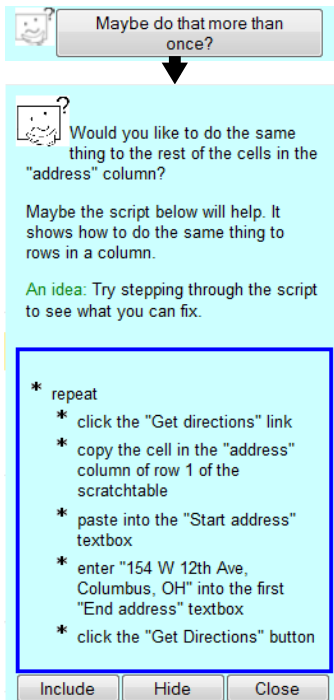 ?
Maybe do that more than
once?
?
Would you like to do the same
thing to the rest of the cells in the
"address" column?
Maybe the script below will help. It
shows how to do the same thing to
rows in a column.
An idea: Try stepping through the script
to see what you can fix.
* repeat
* click the "Get directions" link
* copy the cell in the "address"
column of row 1 of the
scratchtable
* paste into the "Start address"
textbox
* enter "154 W 12th Ave,
Columbus, OH" into the first
"End address" textbox
* click the "Get Directions" button
Include Hide Close